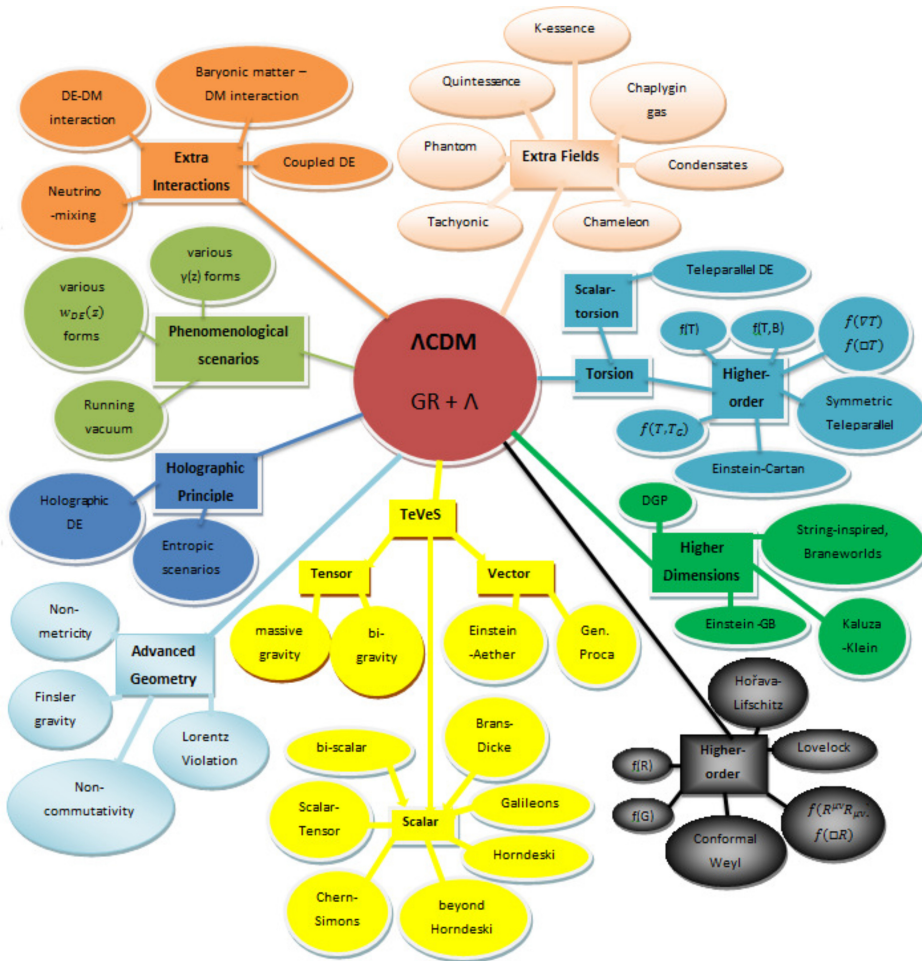 K-essence
Baryonic matter –
DM interaction
DE-DM
interaction
Quintessence
Chaplygin
gas
Phantom
Extra Fields
Extra
Interactions
Coupled DE
Condensates
Neutrino
-mixing
Tachyonic
Chameleon
various
γ(z) forms
various
w_{DE}(z)
forms
Phenomenological
scenarios
Running
vacuum
ΛCDM
GR + Λ
Scalar-
torsion
Teleparallel DE
Torsion
f(T)
f(T,B)
f(∇T)
f(□T)
Higher-
order
f(T,T_G)
Symmetric
Teleparallel
Einstein-Cartan
Holographic
Principle
Holographic
DE
Entropic
scenarios
DGP
String-inspired,
Braneworlds
Higher
Dimensions
Einstein -GB
Kaluza
-Klein
TeVeS
Tensor
Vector
massive
gravity
bi-
gravity
Einstein
-Aether
Gen.
Proca
Non-
metricity
Advanced
Geometry
Finsler
gravity
Lorentz
Violation
Non-
commutativity
bi-scalar
Brans-
Dicke
Scalar-
Tensor
Scalar
Galileons
Horndeski
Chern-
Simons
beyond
Horndeski
Hořava-
Lifschitz
Higher-
order
Lovelock
f(R)
f(G)
Conformal
Weyl
f(R^{μν}R_{μν},
f(□R)